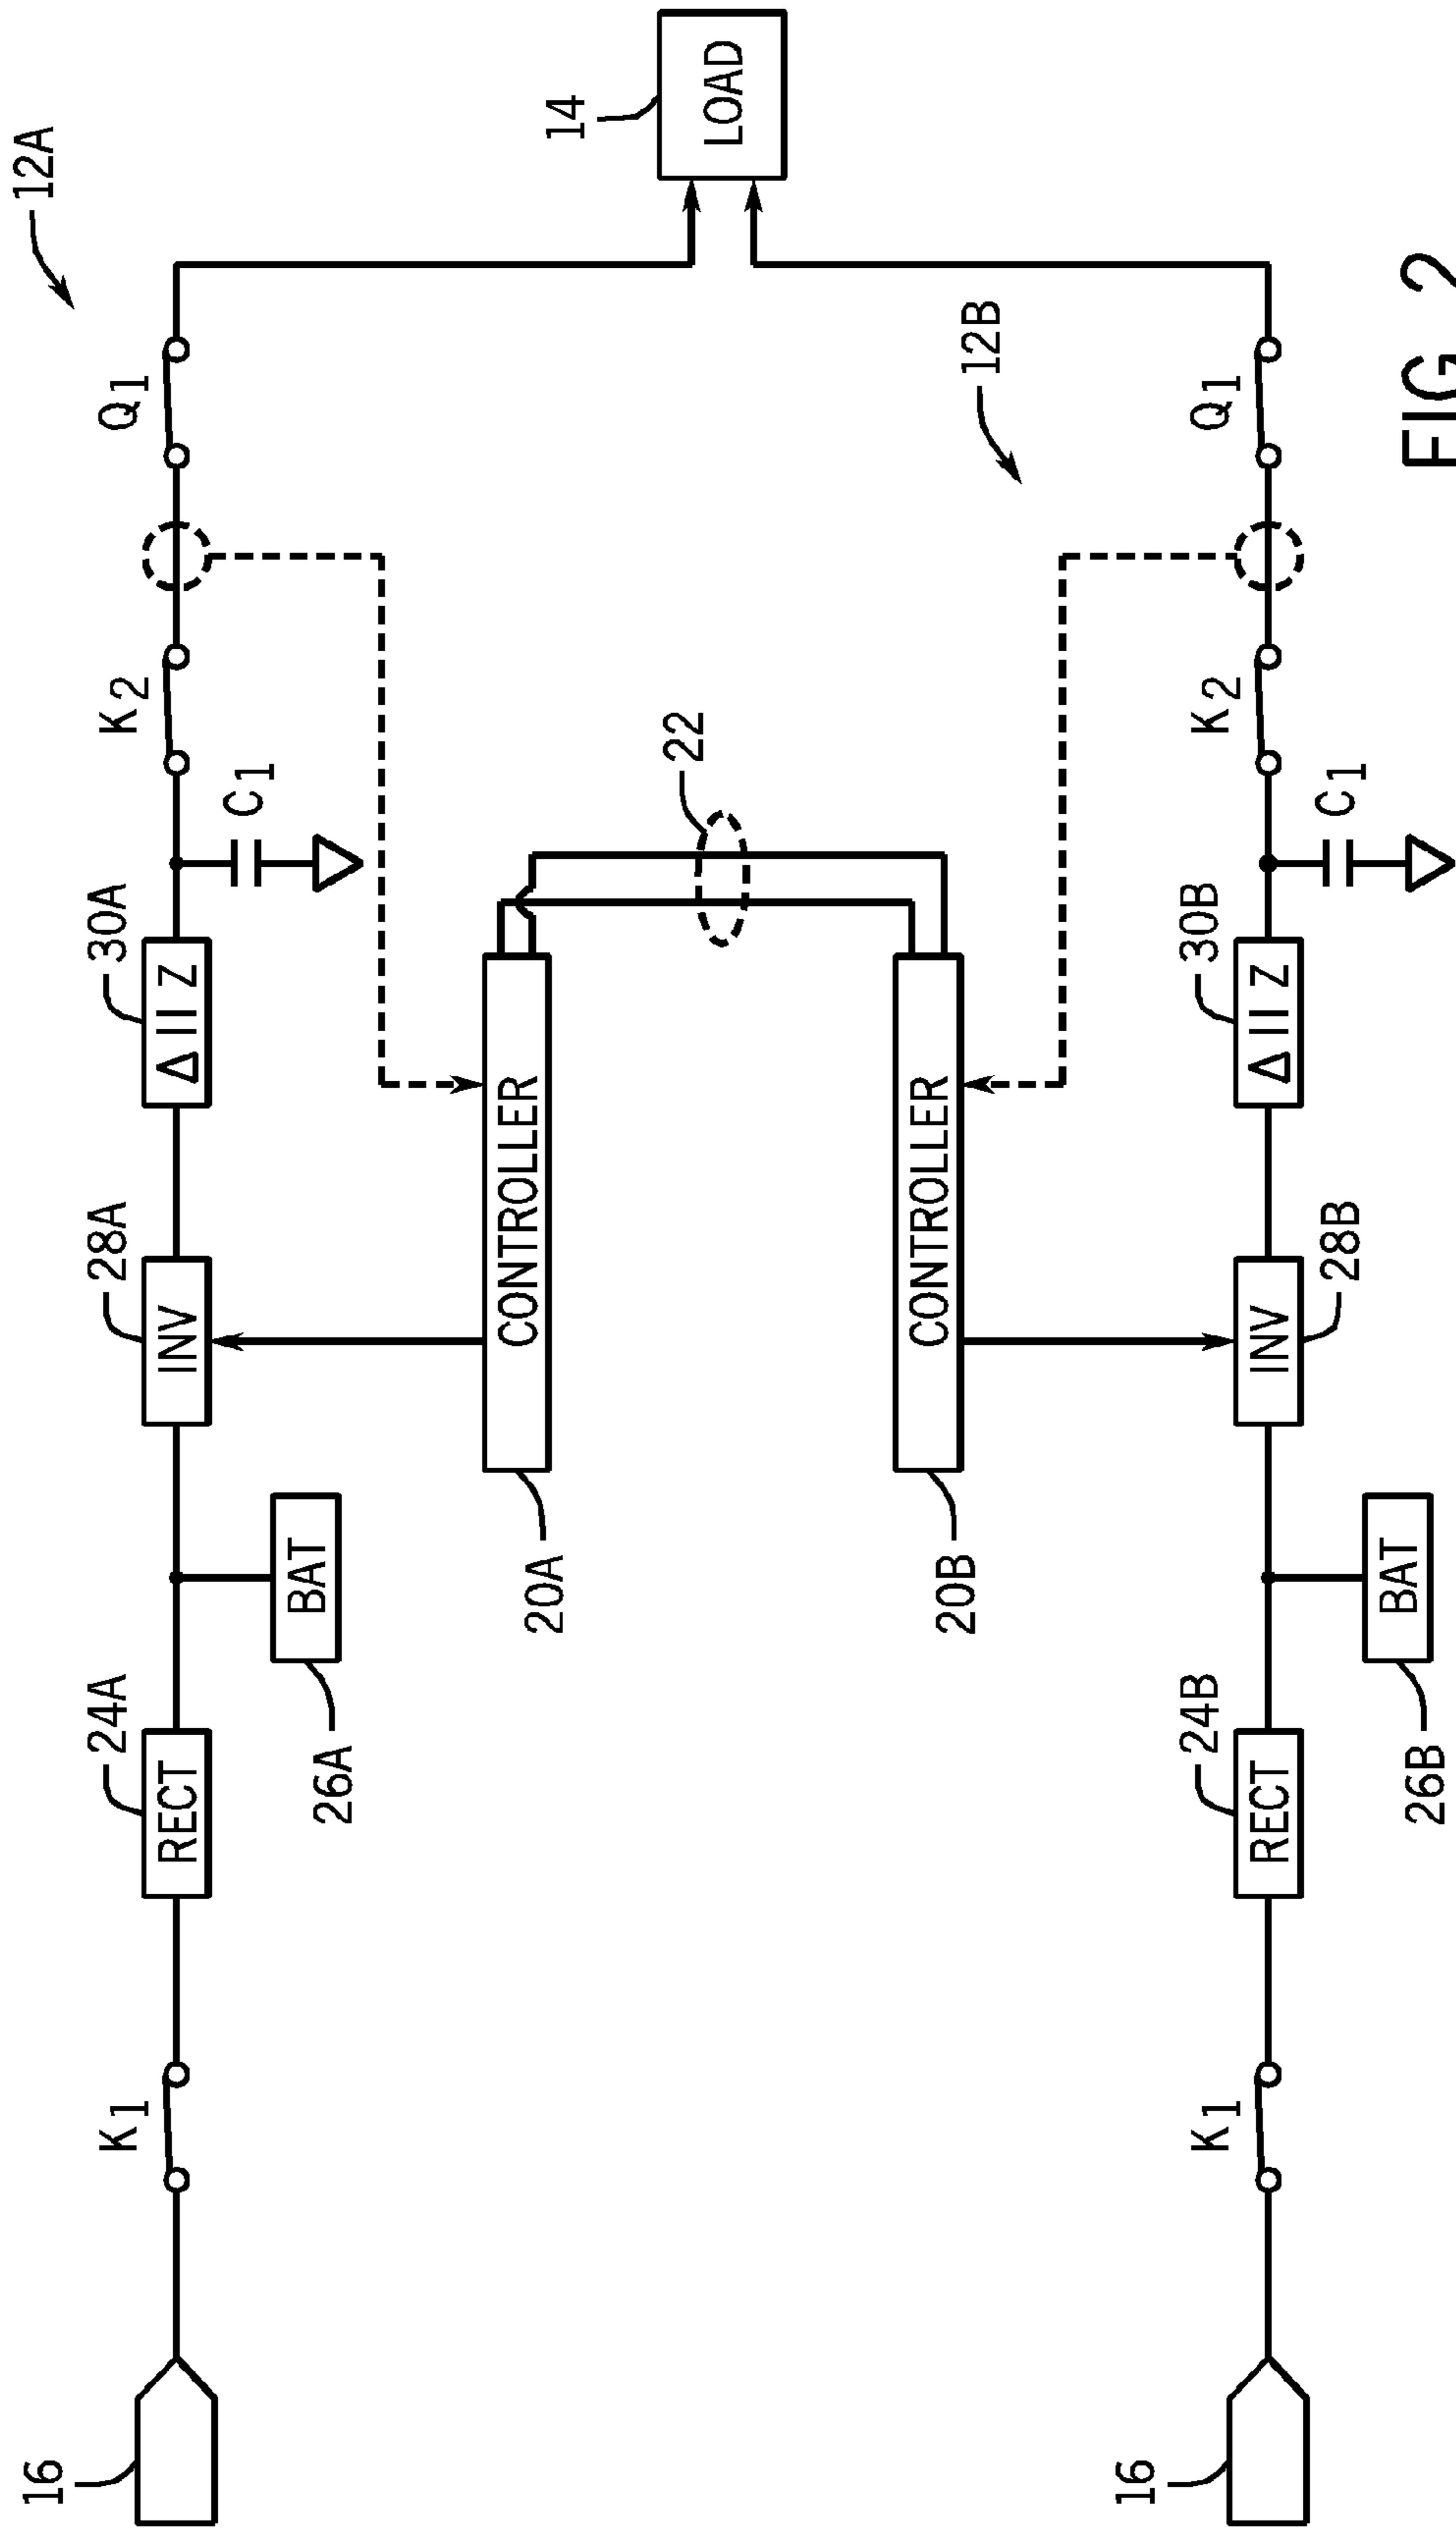 12A
16
K1
24A
RECT
26A
BAT
28A
INV
30A
Δ II Z
C1
K2
Q1
14
LOAD
20A
CONTROLLER
22
20B
CONTROLLER
12B
16
K1
24B
RECT
26B
BAT
28B
INV
30B
Δ II Z
C1
K2
Q1
FIG 2